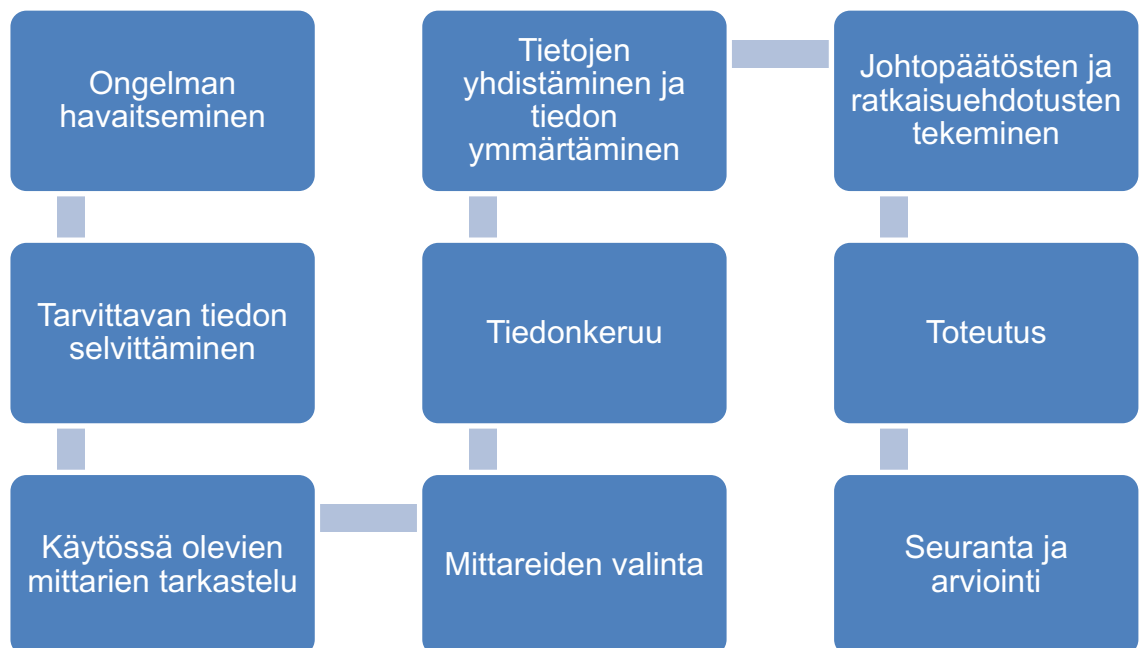 Ongelman
havaitseminen
Tarvittavan tiedon
selvittäminen
Käytössä olevien
mittarien tarkastelu
Mittareiden valinta
Tiedonkeruu
Tietojen
yhdistäminen ja
tiedon
ymmärtäminen
Johtopäätösten ja
ratkaisuehdotusten
tekeminen
Toteutus
Seuranta ja
arviointi